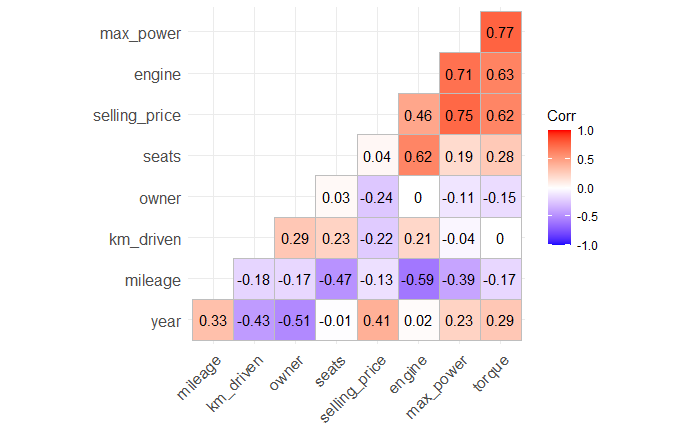 max_power 0.77
engine 0.71 0.63
selling_price 0.46 0.75 0.62
seats 0.04 0.62 0.19 0.28
owner 0.03 -0.24 0 -0.11 -0.15
km_driven 0.29 0.23 -0.22 0.21 -0.04 0
mileage -0.18 -0.17 -0.47 -0.13 -0.59 -0.39 -0.17
year 0.33 -0.43 -0.51 -0.01 0.41 0.02 0.23 0.29
mileage km_driven owner seats selling_price engine max_power torque
Corr
1.0
0.5
0.0
-0.5
-1.0